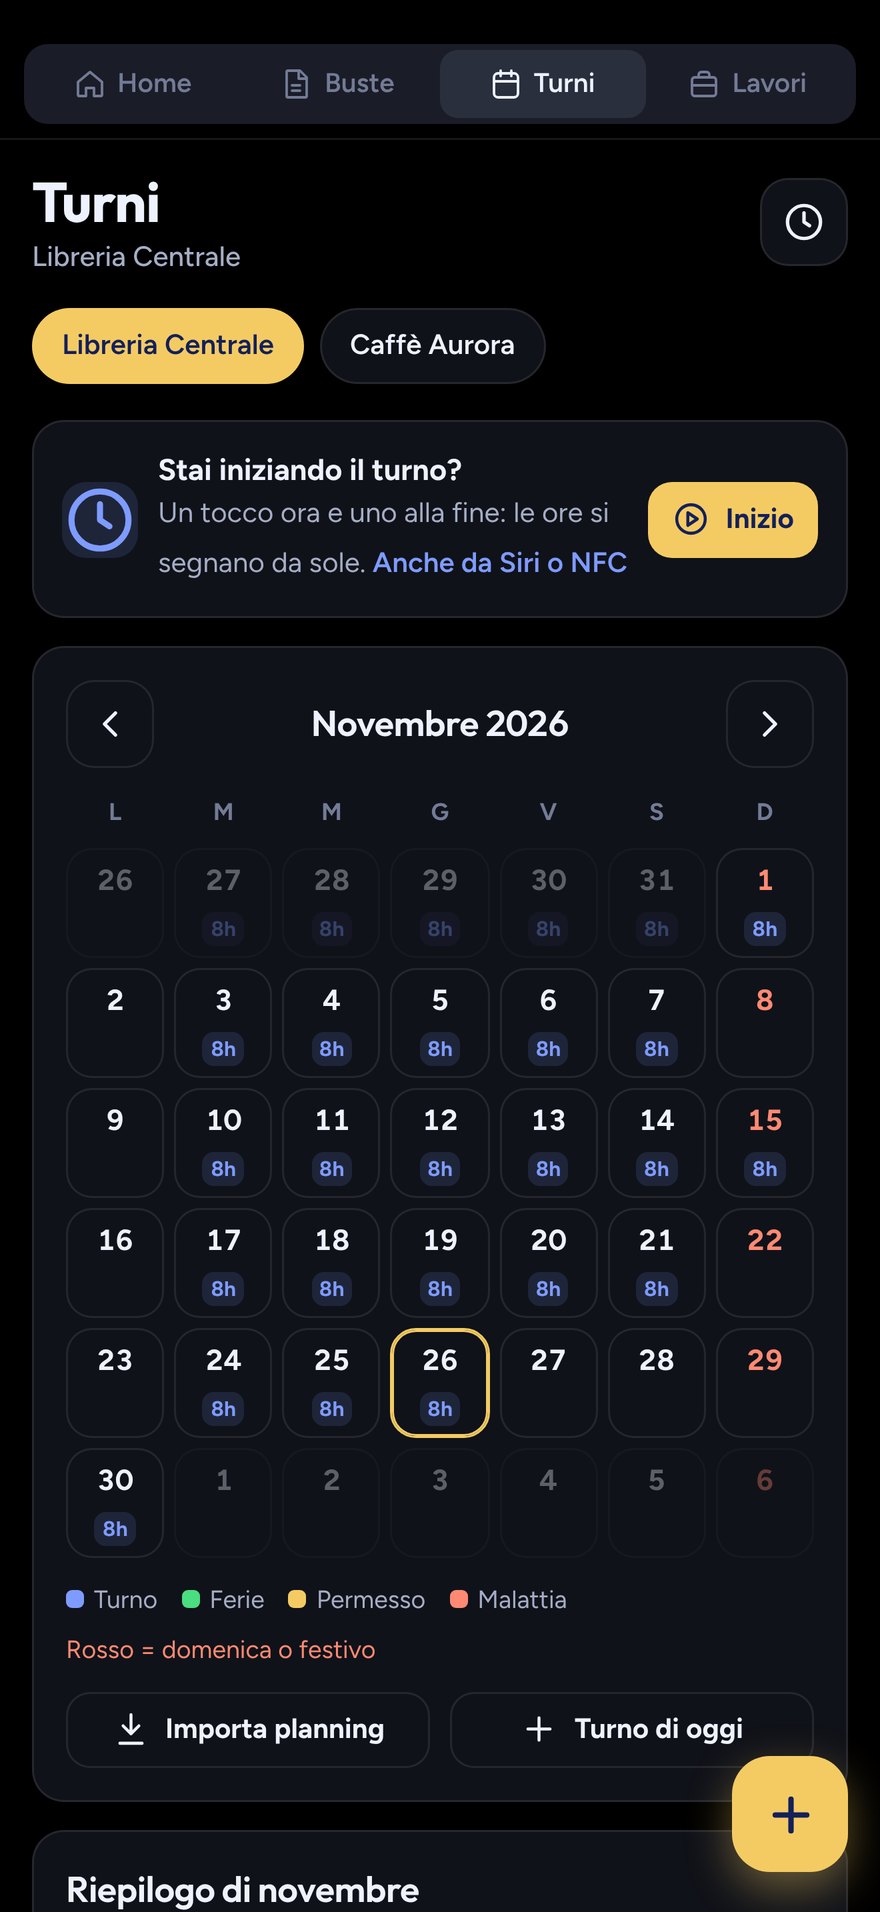 Home Buste Turni Lavori
Turni
Libreria Centrale
Libreria Centrale Caffè Aurora
Stai iniziando il turno?
Un tocco ora e uno alla fine: le ore si
segnano da sole. Anche da Siri o NFC
Inizio
Novembre 2026
L M M G V S D
26 27 28 29 30 31 1
8h 8h 8h 8h 8h 8h
2 3 4 5 6 7 8
8h 8h 8h 8h 8h
9 10 11 12 13 14 15
8h 8h 8h 8h 8h 8h
16 17 18 19 20 21 22
8h 8h 8h 8h 8h
23 24 25 26 27 28 29
8h 8h 8h
30 1 2 3 4 5 6
8h
Turno Ferie Permesso Malattia
Rosso = domenica o festivo
Importa planning Turno di oggi
Riepilogo di novembre